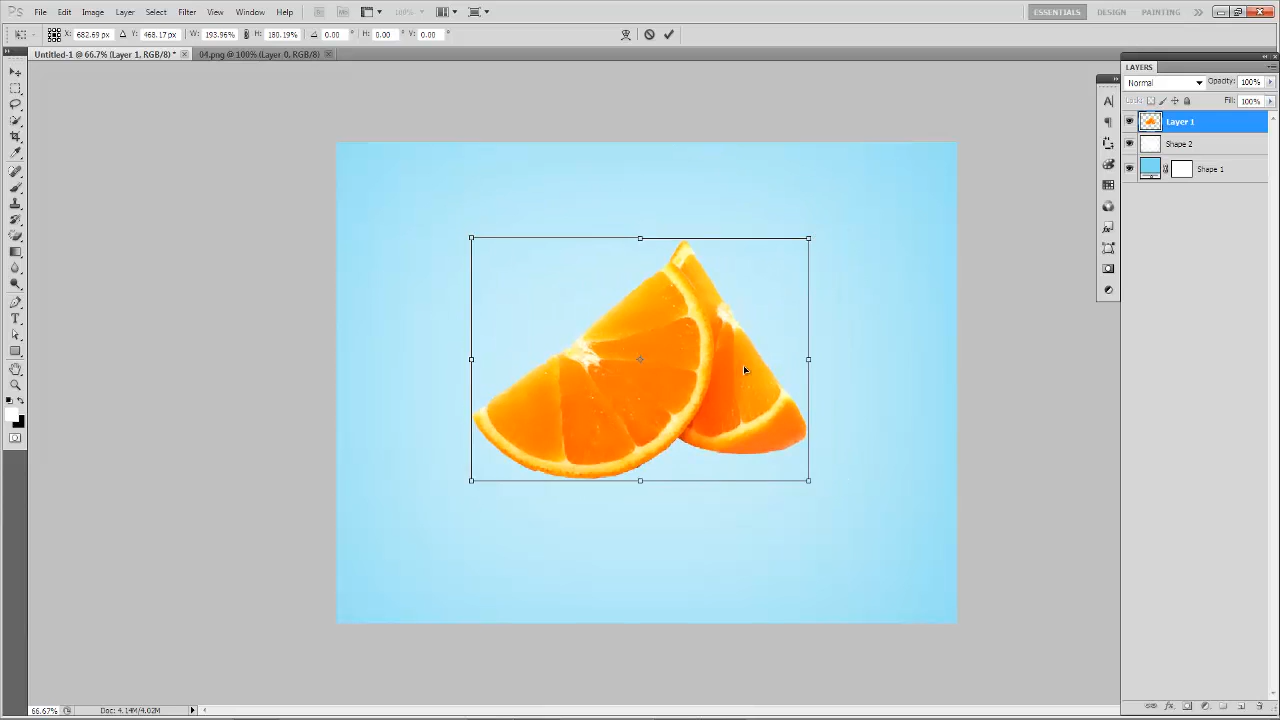 Ps File Edit Image Layer Select Filter View Window Help Br Mb 100% ESSENTIALS DESIGN PAINTING >>
X: 682.69 px Δ Y: 468.17 px W: 193.96% H: 180.19% 0.00 ° H: 0.00 ° V: 0.00 °
Untitled-1 @ 66.7% (Layer 1, RGB/8) * 04.png @ 100% (Layer 0, RGB/8)
LAYERS
Normal Opacity: 100%
Lock: Fill: 100%
Layer 1
Shape 2
Shape 1
66.67% Doc: 4.14M/4.02M